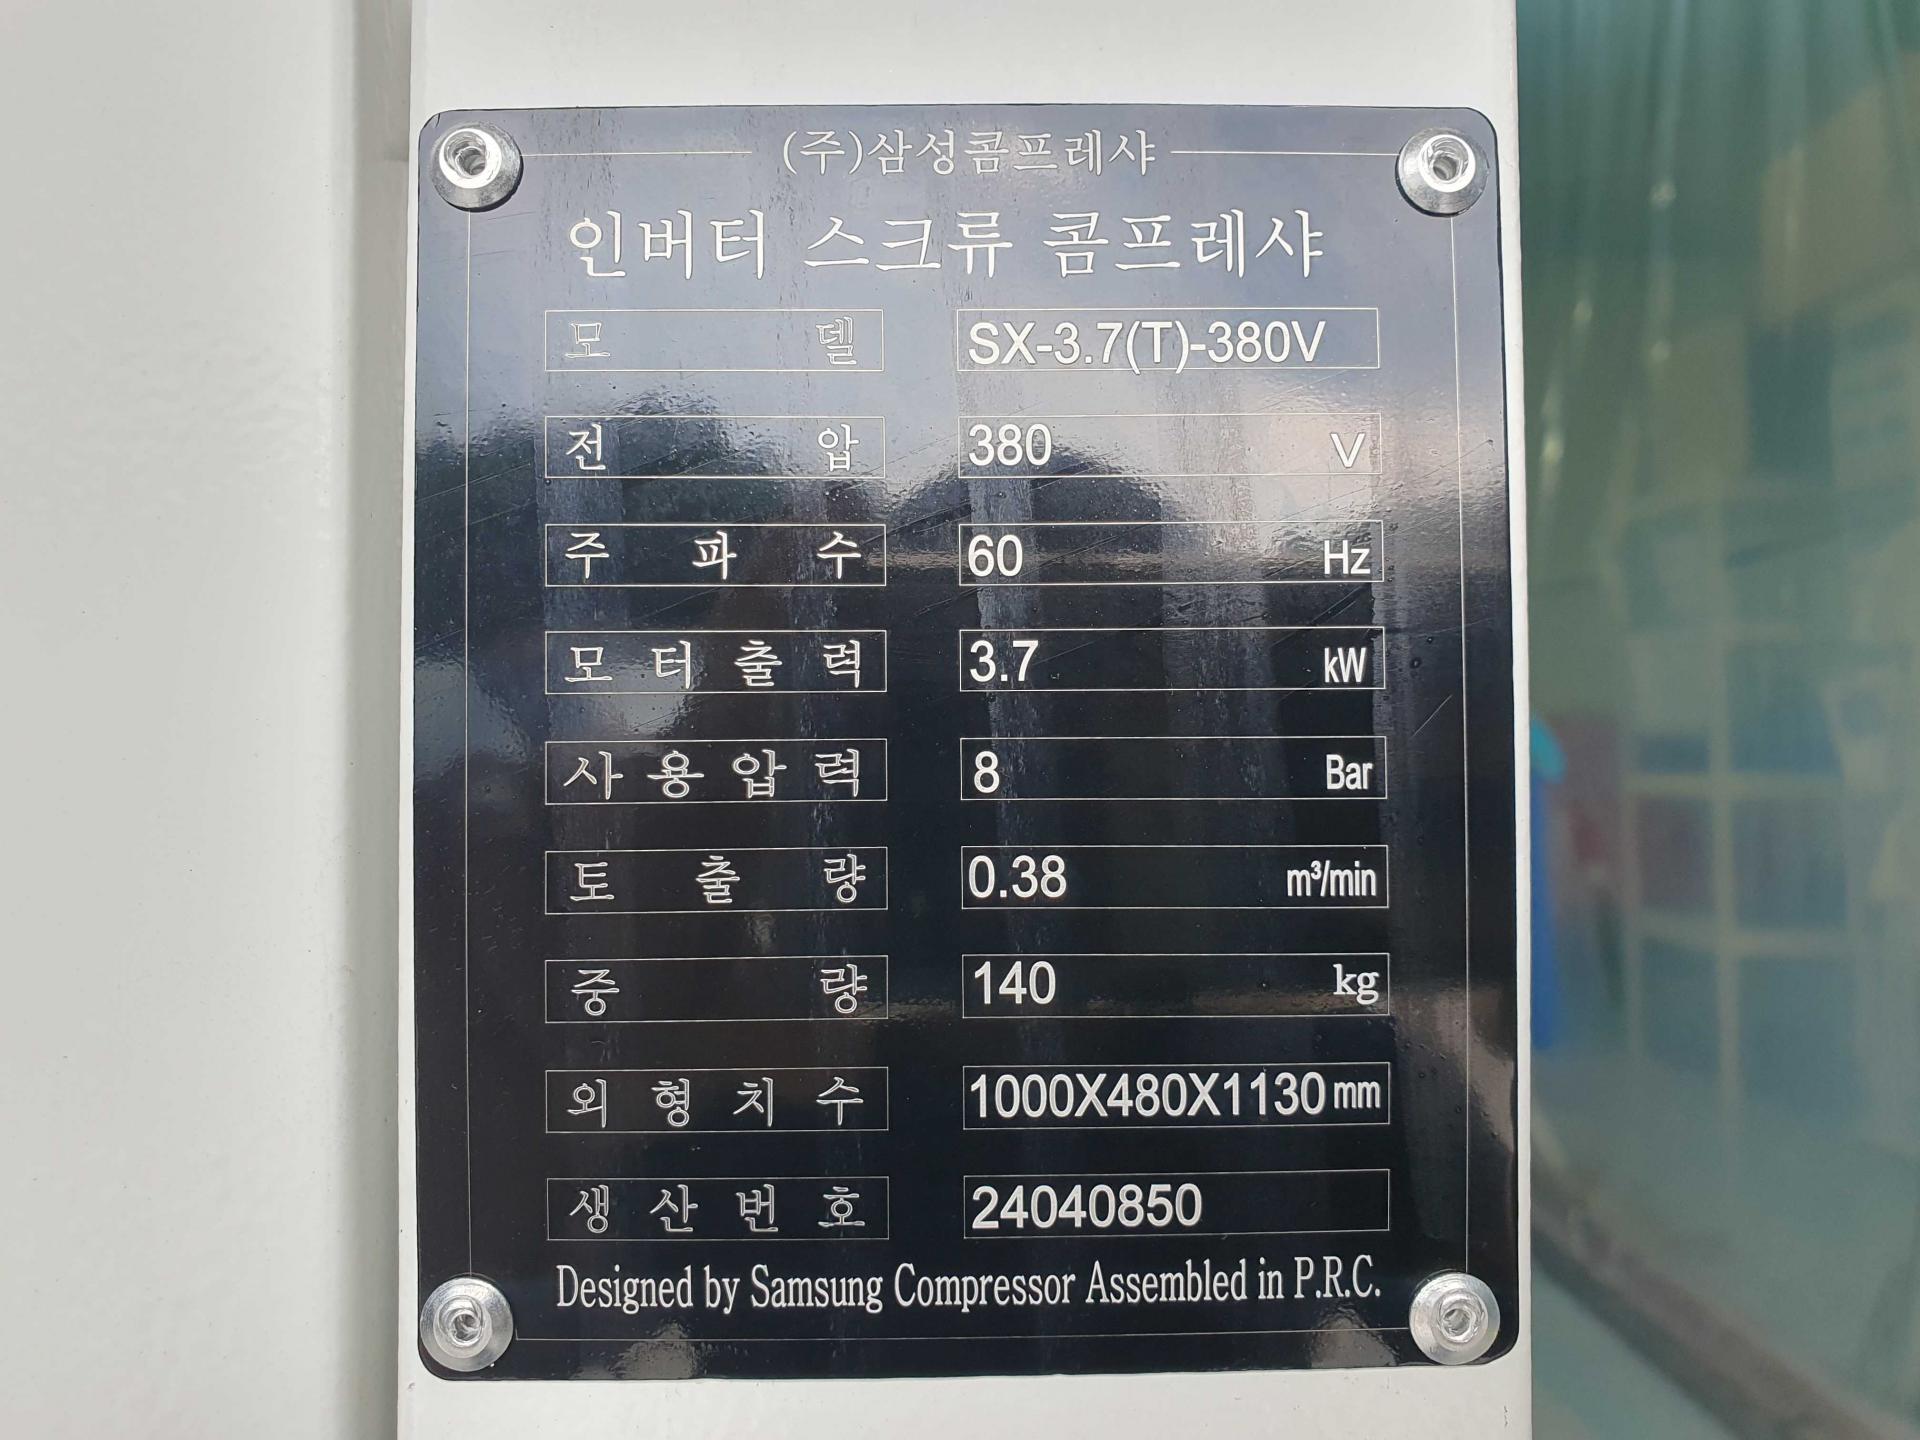 (주)삼성콤프레샤
인버터 스크류 콤프레샤
모델 SX-3.7(T)-380V
전압 380 V
주파수 60 Hz
모터출력 3.7 kW
사용압력 8 Bar
토출량 0.38 m³/min
중량 140 kg
외형치수 1000X480X1130 mm
생산번호 24040850
Designed by Samsung Compressor Assembled in P.R.C.